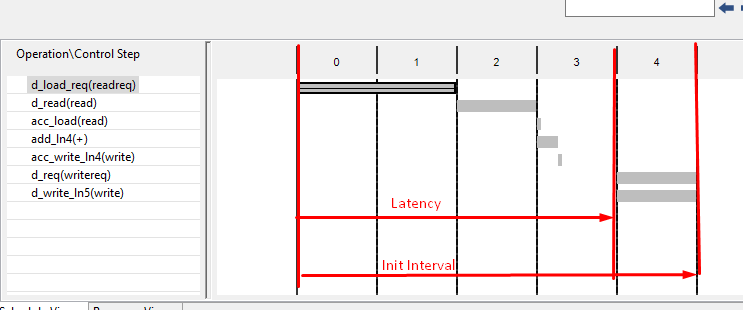 Operation\Control Step
0 1 2 3 4
d_load_req(readreq)
d_read(read)
acc_load(read)
add_ln4(+)
acc_write_ln4(write)
d_req(writereq)
d_write_ln5(write)
Latency
Init Interval